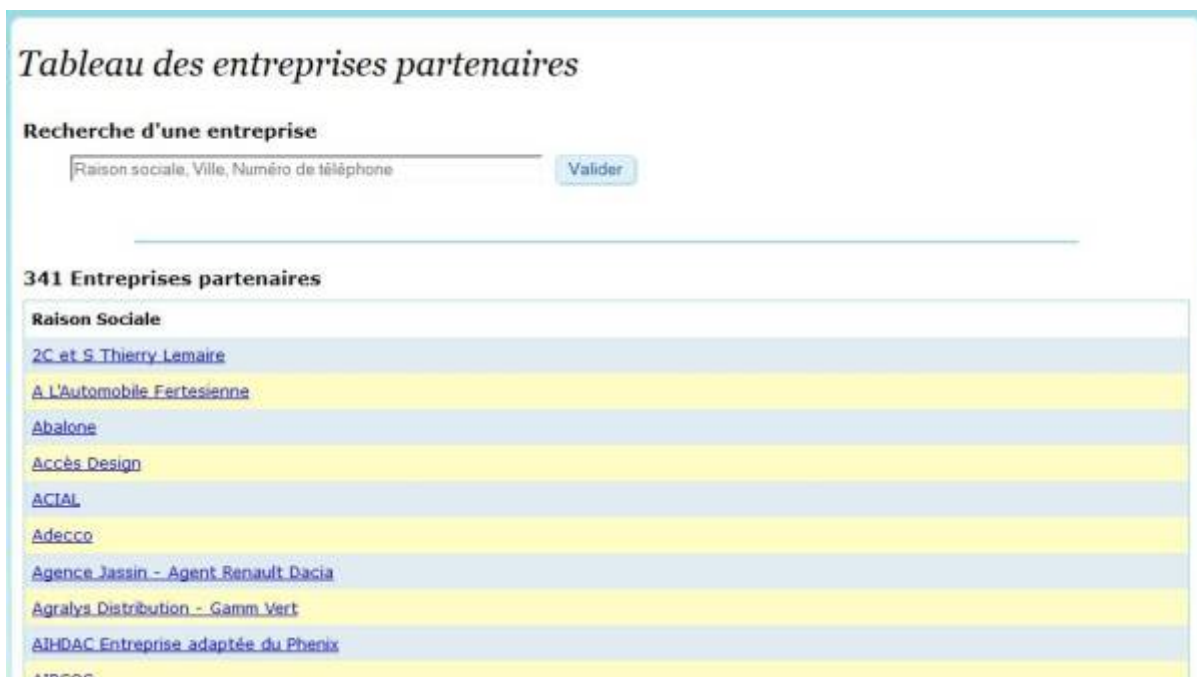 Tableau des entreprises partenaires
Recherche d'une entreprise
Raison sociale, Ville, Numéro de téléphone
Valider
341 Entreprises partenaires
Raison Sociale
2C et S Thierry Lemaire
A L'Automobile Fertesienne
Abalone
Accès Design
ACIAL
Adecco
Agence Jassin - Agent Renault Dacia
Agralys Distribution - Gamm Vert
AIHDAC Entreprise adaptée du Phenix